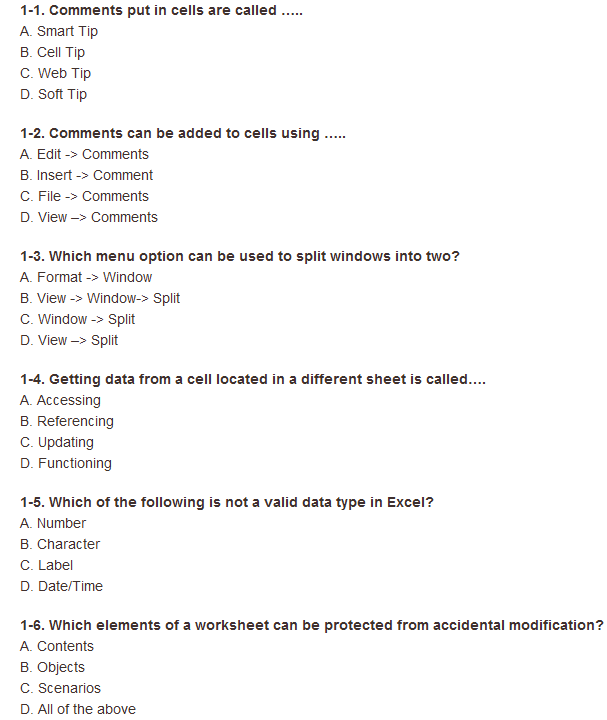 1-1. Comments put in cells are called …..
A. Smart Tip
B. Cell Tip
C. Web Tip
D. Soft Tip
1-2. Comments can be added to cells using …..
A. Edit -> Comments
B. Insert -> Comment
C. File -> Comments
D. View –> Comments
1-3. Which menu option can be used to split windows into two?
A. Format -> Window
B. View -> Window-> Split
C. Window -> Split
D. View –> Split
1-4. Getting data from a cell located in a different sheet is called….
A. Accessing
B. Referencing
C. Updating
D. Functioning
1-5. Which of the following is not a valid data type in Excel?
A. Number
B. Character
C. Label
D. Date/Time
1-6. Which elements of a worksheet can be protected from accidental modification?
A. Contents
B. Objects
C. Scenarios
D. All of the above